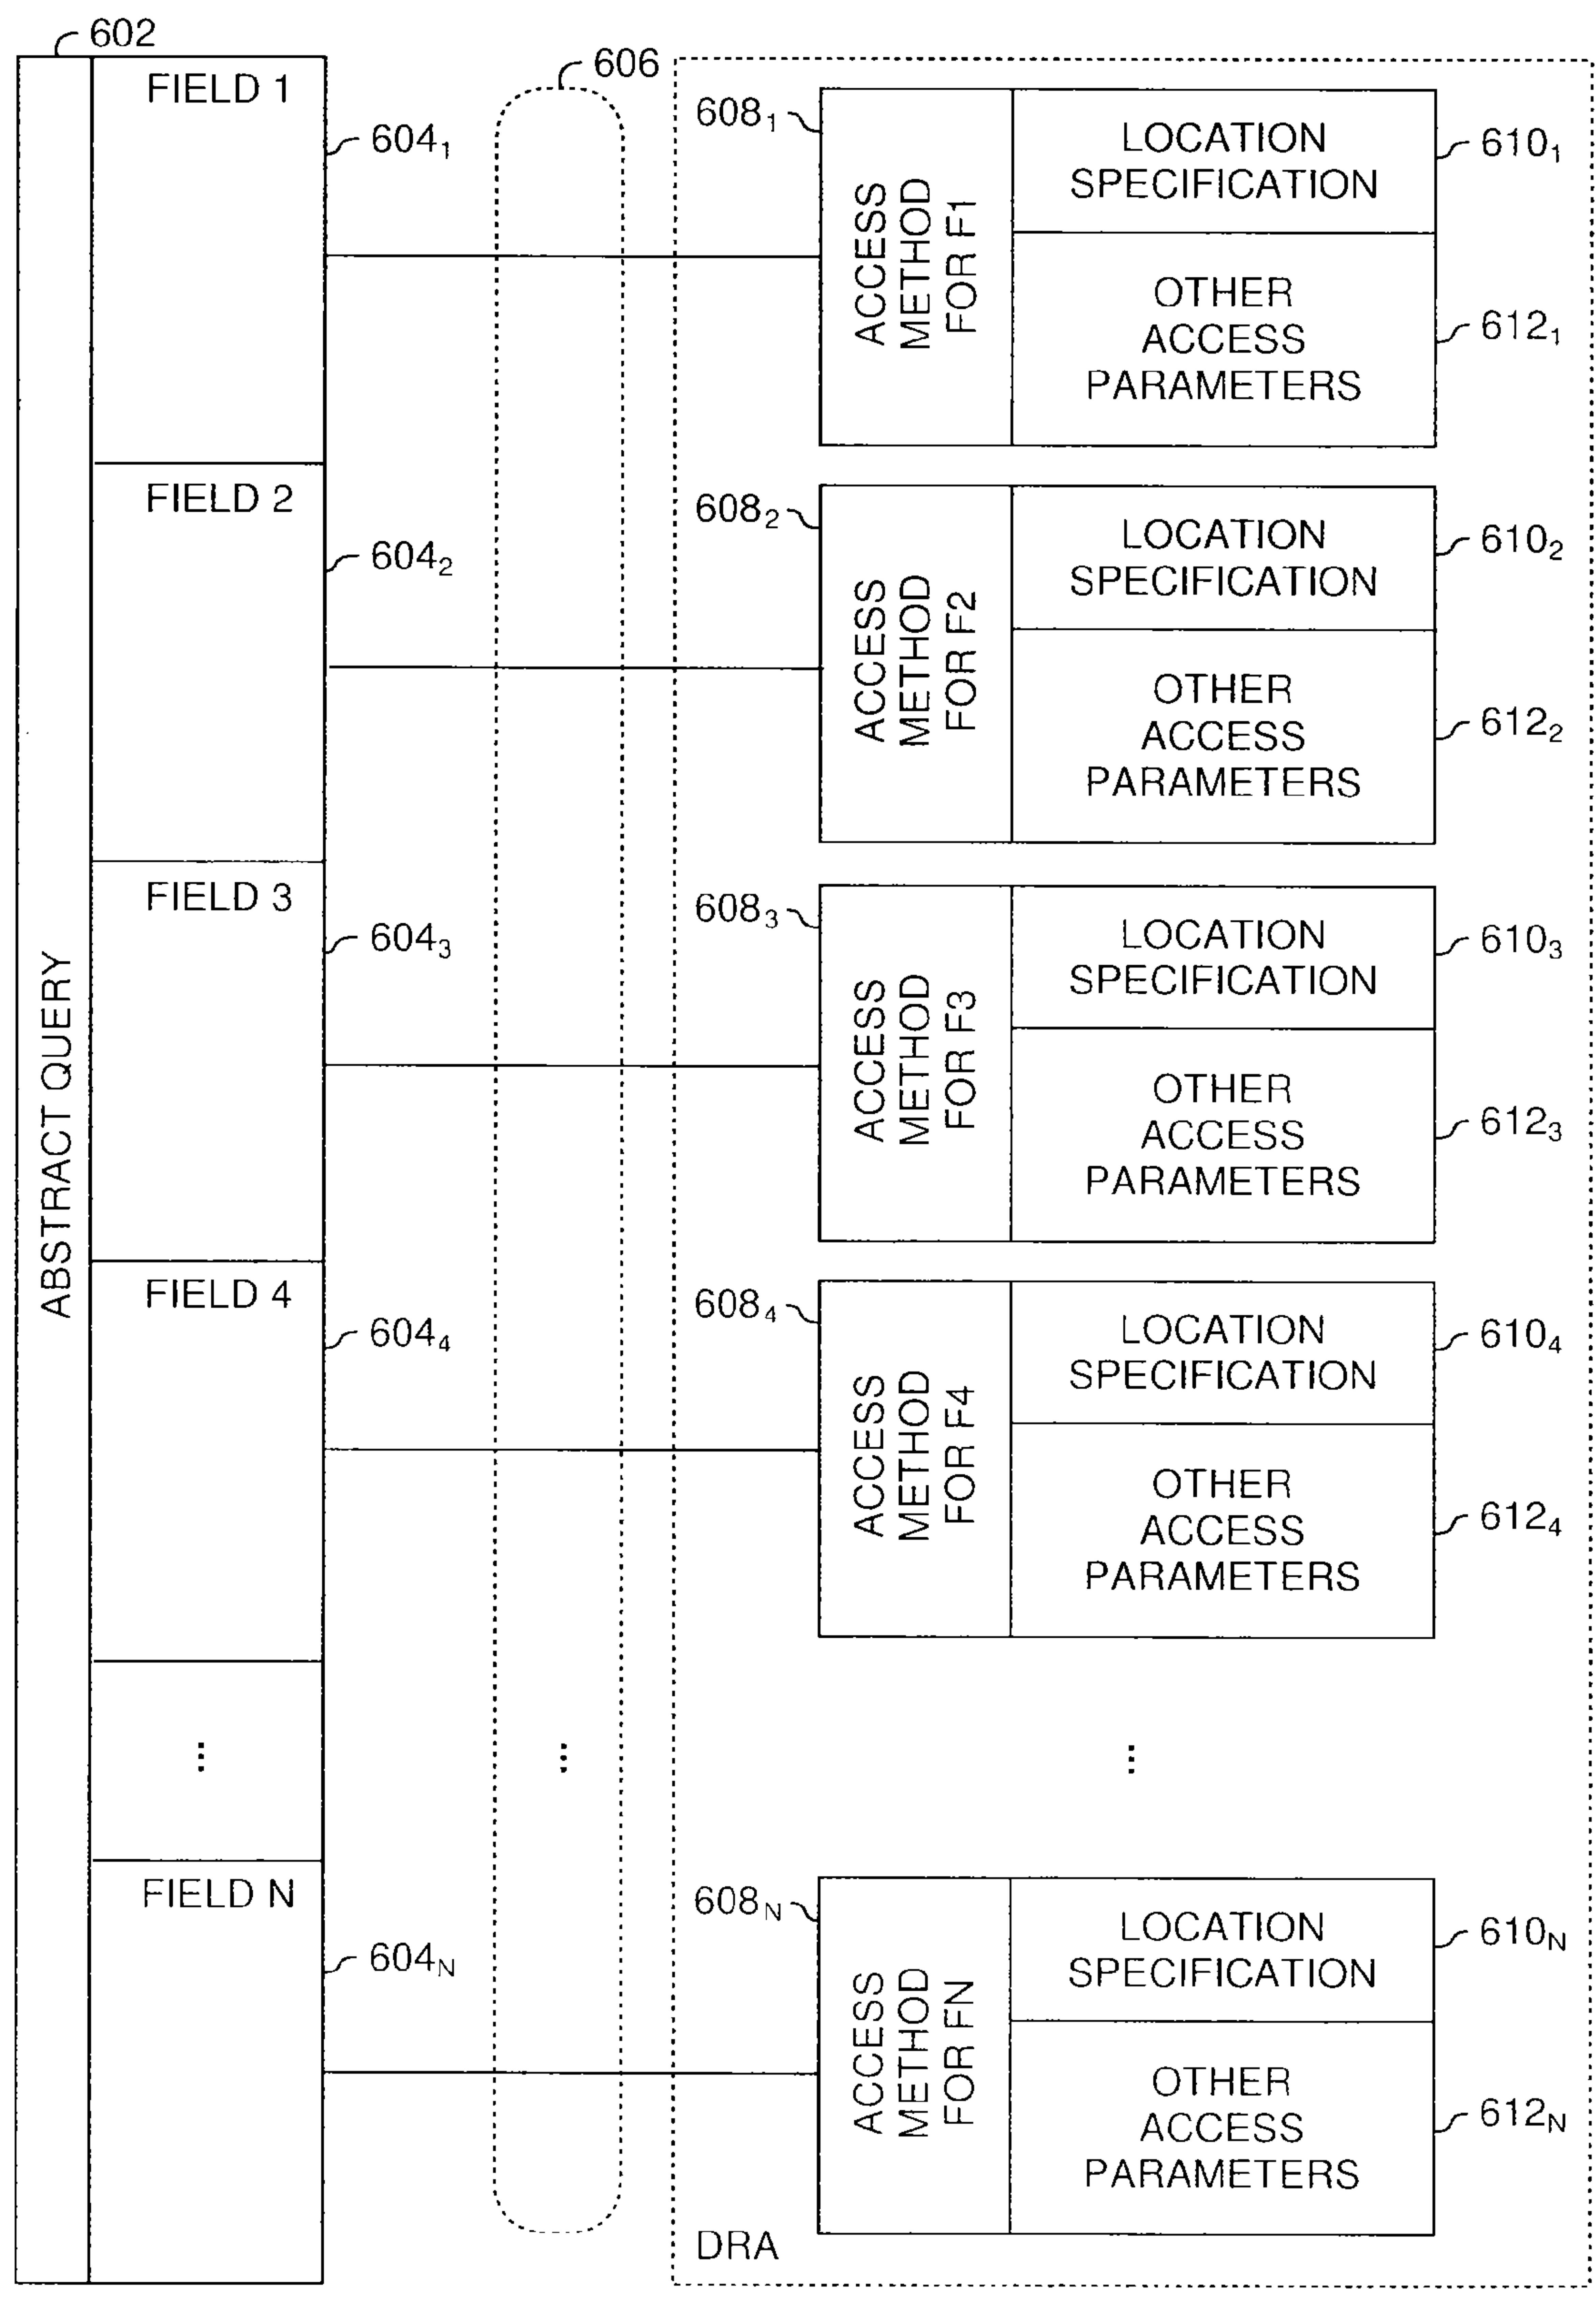 602
ABSTRACT QUERY
FIELD 1
604₁
FIELD 2
604₂
FIELD 3
604₃
FIELD 4
604₄
...
FIELD N
604ₙ
606
...
608₁
ACCESS
METHOD
FOR F1
LOCATION
SPECIFICATION
610₁
OTHER
ACCESS
PARAMETERS
612₁
608₂
ACCESS
METHOD
FOR F2
LOCATION
SPECIFICATION
610₂
OTHER
ACCESS
PARAMETERS
612₂
608₃
ACCESS
METHOD
FOR F3
LOCATION
SPECIFICATION
610₃
OTHER
ACCESS
PARAMETERS
612₃
608₄
ACCESS
METHOD
FOR F4
LOCATION
SPECIFICATION
610₄
OTHER
ACCESS
PARAMETERS
612₄
...
608N
ACCESS
METHOD
FOR FN
LOCATION
SPECIFICATION
610N
OTHER
ACCESS
PARAMETERS
612N
DRA